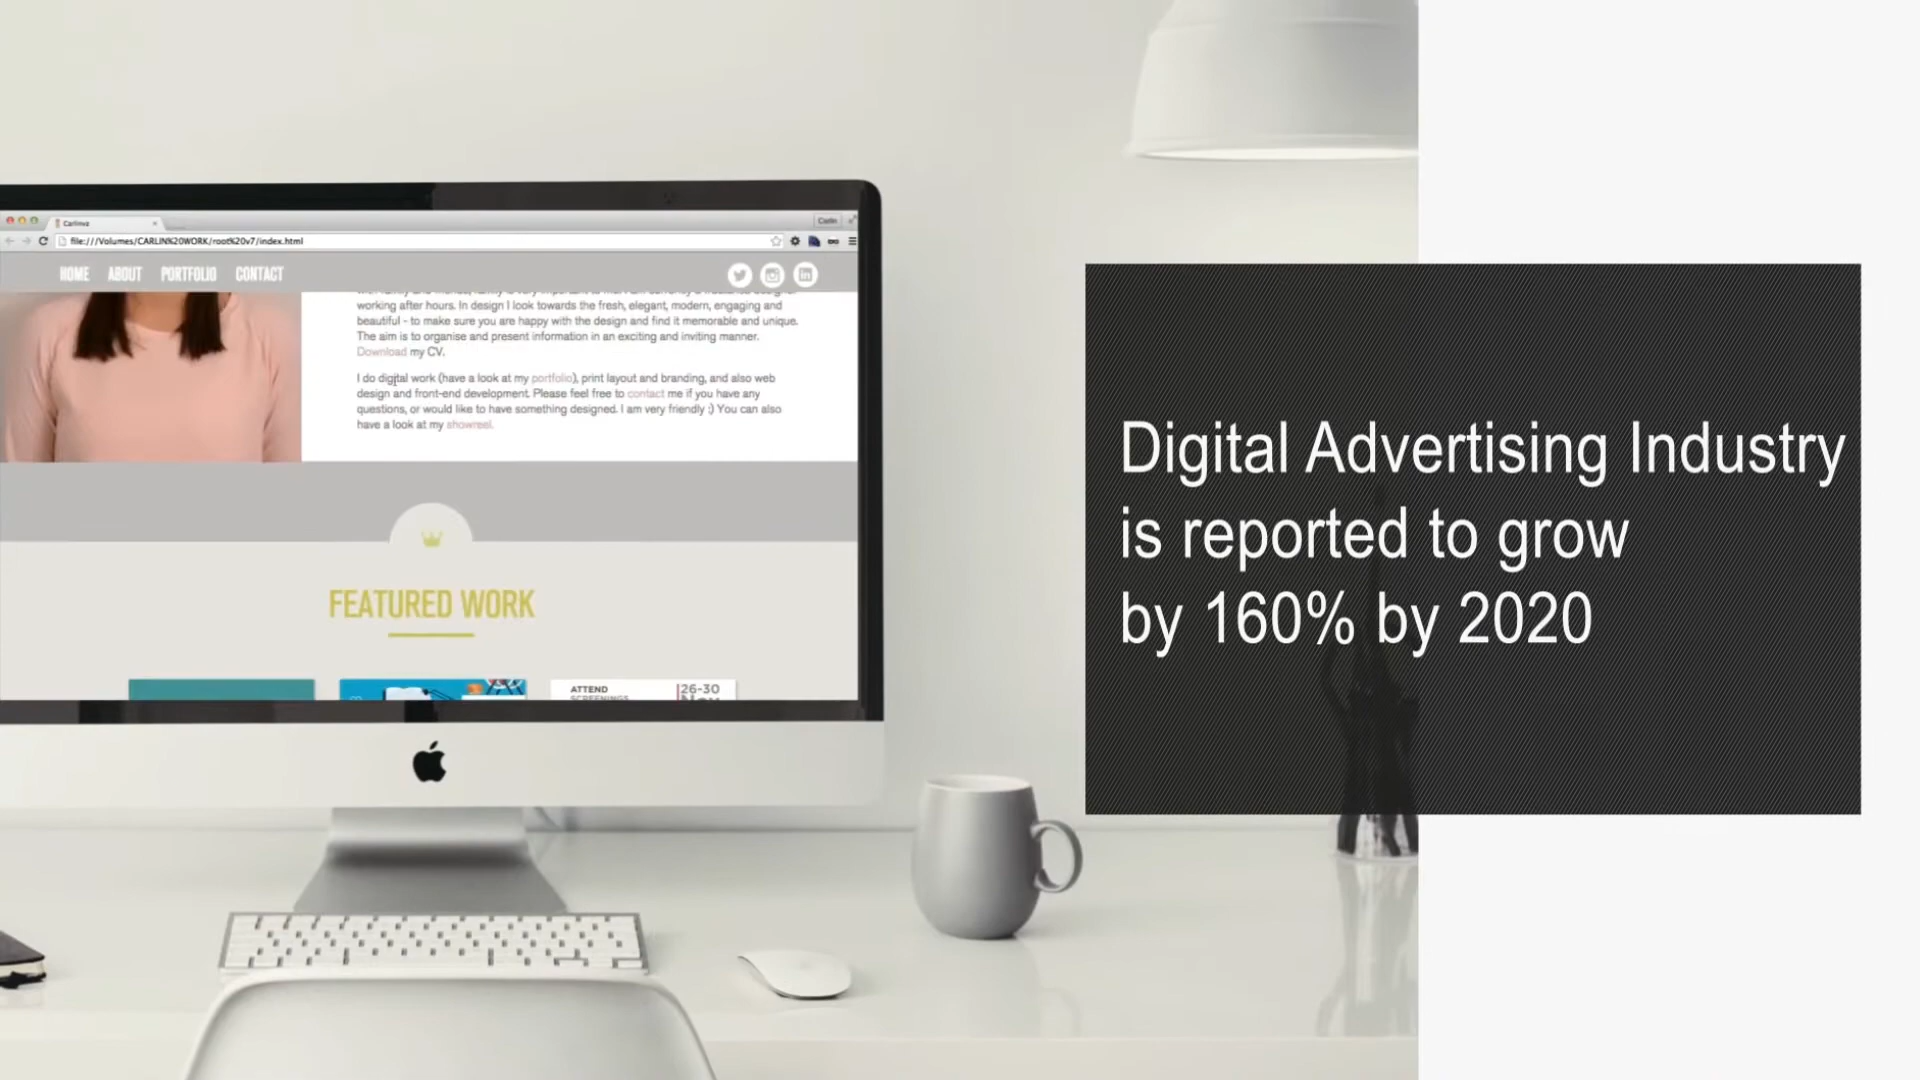 Carlinvz
Carlin
file:///Volumes/CARLIN%20WORK/root%20v7/index.html
HOME ABOUT PORTFOLIO CONTACT
working after hours. In design I look towards the fresh, elegant, modern, engaging and
beautiful - to make sure you are happy with the design and find it memorable and unique.
The aim is to organise and present information in an exciting and inviting manner.
Download my CV.
I do digital work (have a look at my portfolio), print layout and branding, and also web
design and front-end development. Please feel free to contact me if you have any
questions, or would like to have something designed. I am very friendly :) You can also
have a look at my showreel.
FEATURED WORK
ATTEND
SCREENINGS
26-30
Nov
Digital Advertising Industry
is reported to grow
by 160% by 2020